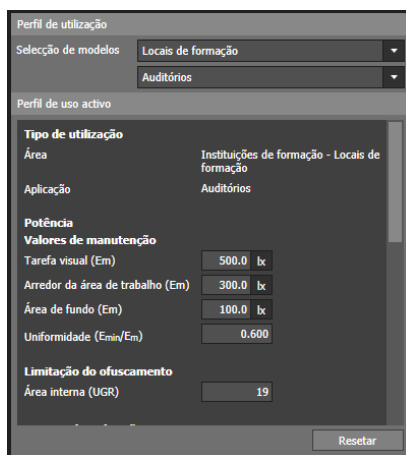 Perfil de utilização
Selecção de modelos Locais de formação
Auditórios
Perfil de uso activo
Tipo de utilização
Área Instituições de formação - Locais de
formação
Aplicação Auditórios
Potência
Valores de manutenção
Tarefa visual (Em) 500.0 lx
Arredor da área de trabalho (Em) 300.0 lx
Área de fundo (Em) 100.0 lx
Uniformidade (Emin/Em) 0.600
Limitação do ofuscamento
Área interna (UGR) 19
Resetar